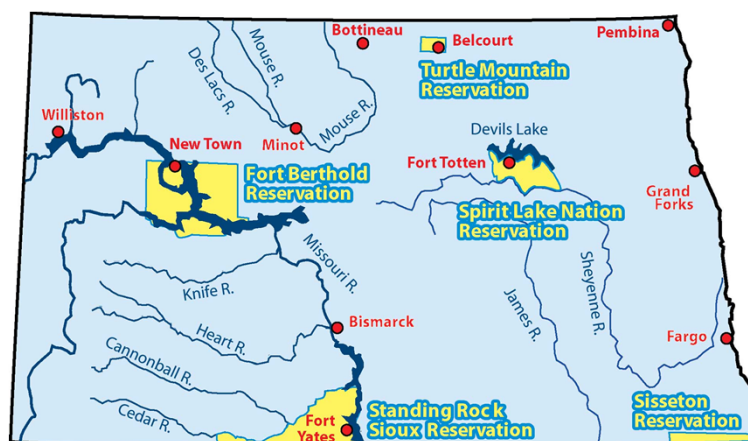 Bottineau
Belcourt
Pembina
Turtle Mountain
Reservation
Mouse R.
Des Lacs R.
Mouse R.
Williston
Minot
New Town
Devils Lake
Fort Totten
Grand
Forks
Fort Berthold
Reservation
Spirit Lake Nation
Reservation
Missouri R.
Knife R.
Sheyenne R.
James R.
Heart R.
Bismarck
Fargo
Cannonball R.
Cedar R.
Fort
Yates
Standing Rock
Sioux Reservation
Sisseton
Reservation